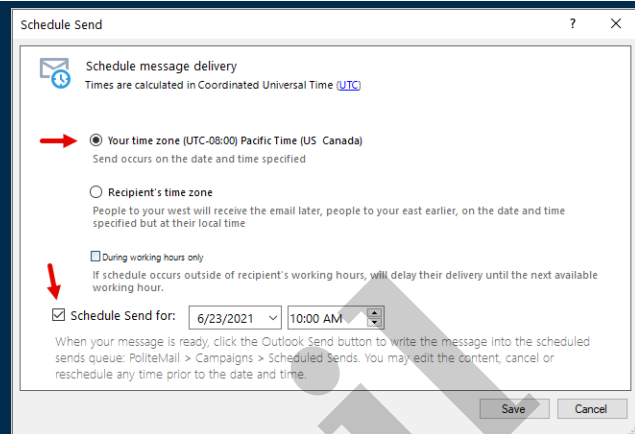 Schedule Send
? X
Schedule message delivery
Times are calculated in Coordinated Universal Time (UTC)
Your time zone (UTC-08:00) Pacific Time (US Canada)
Send occurs on the date and time specified
Recipient's time zone
People to your west will receive the email later, people to your east earlier, on the date and time
specified but at their local time
During working hours only
If schedule occurs outside of recipient's working hours, will delay their delivery until the next available
working hour.
Schedule Send for: 6/23/2021 10:00 AM
When your message is ready, click the Outlook Send button to write the message into the scheduled
sends queue: PoliteMail > Campaigns > Scheduled Sends. You may edit the content, cancel or
reschedule any time prior to the date and time.
Save Cancel